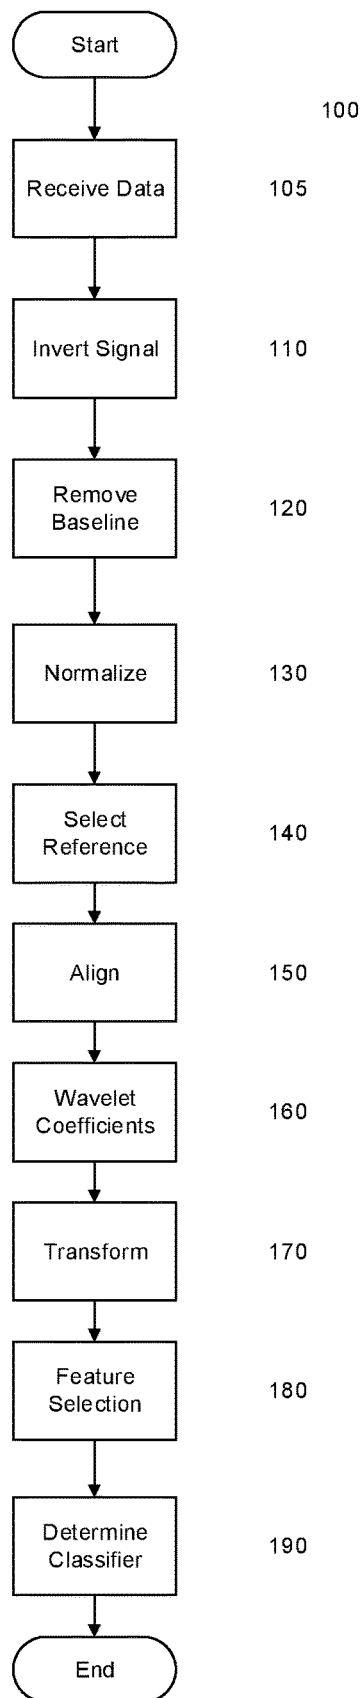 Start
100
Receive Data 105
Invert Signal 110
Remove
Baseline 120
Normalize 130
Select
Reference 140
Align 150
Wavelet
Coefficients 160
Transform 170
Feature
Selection 180
Determine
Classifier 190
End